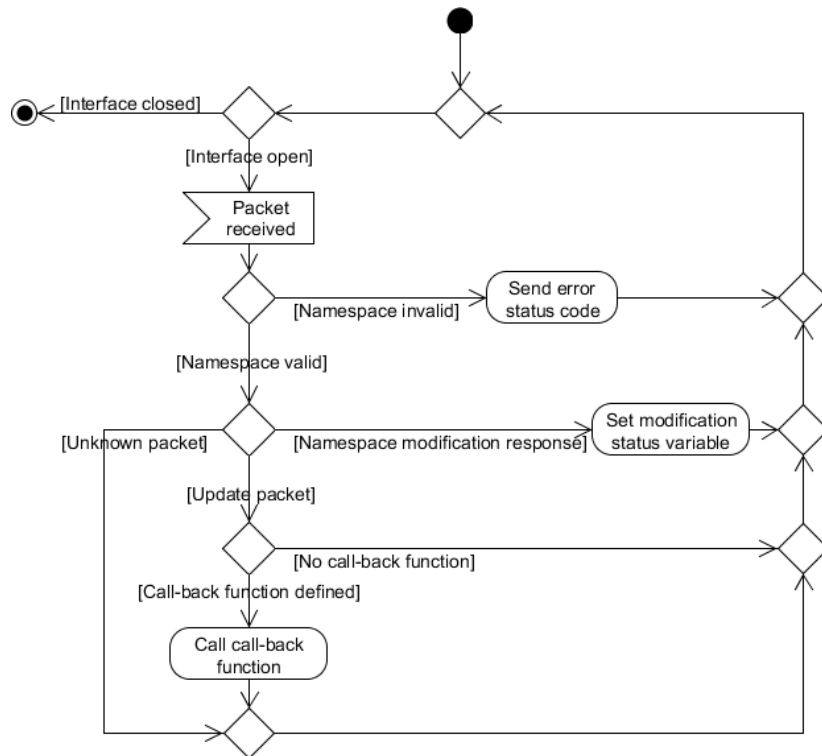 [Interface closed]
[Interface open]
Packet
received
[Namespace invalid]
Send error
status code
[Namespace valid]
[Unknown packet]
[Namespace modification response]
Set modification
status variable
[Update packet]
[No call-back function]
[Call-back function defined]
Call call-back
function